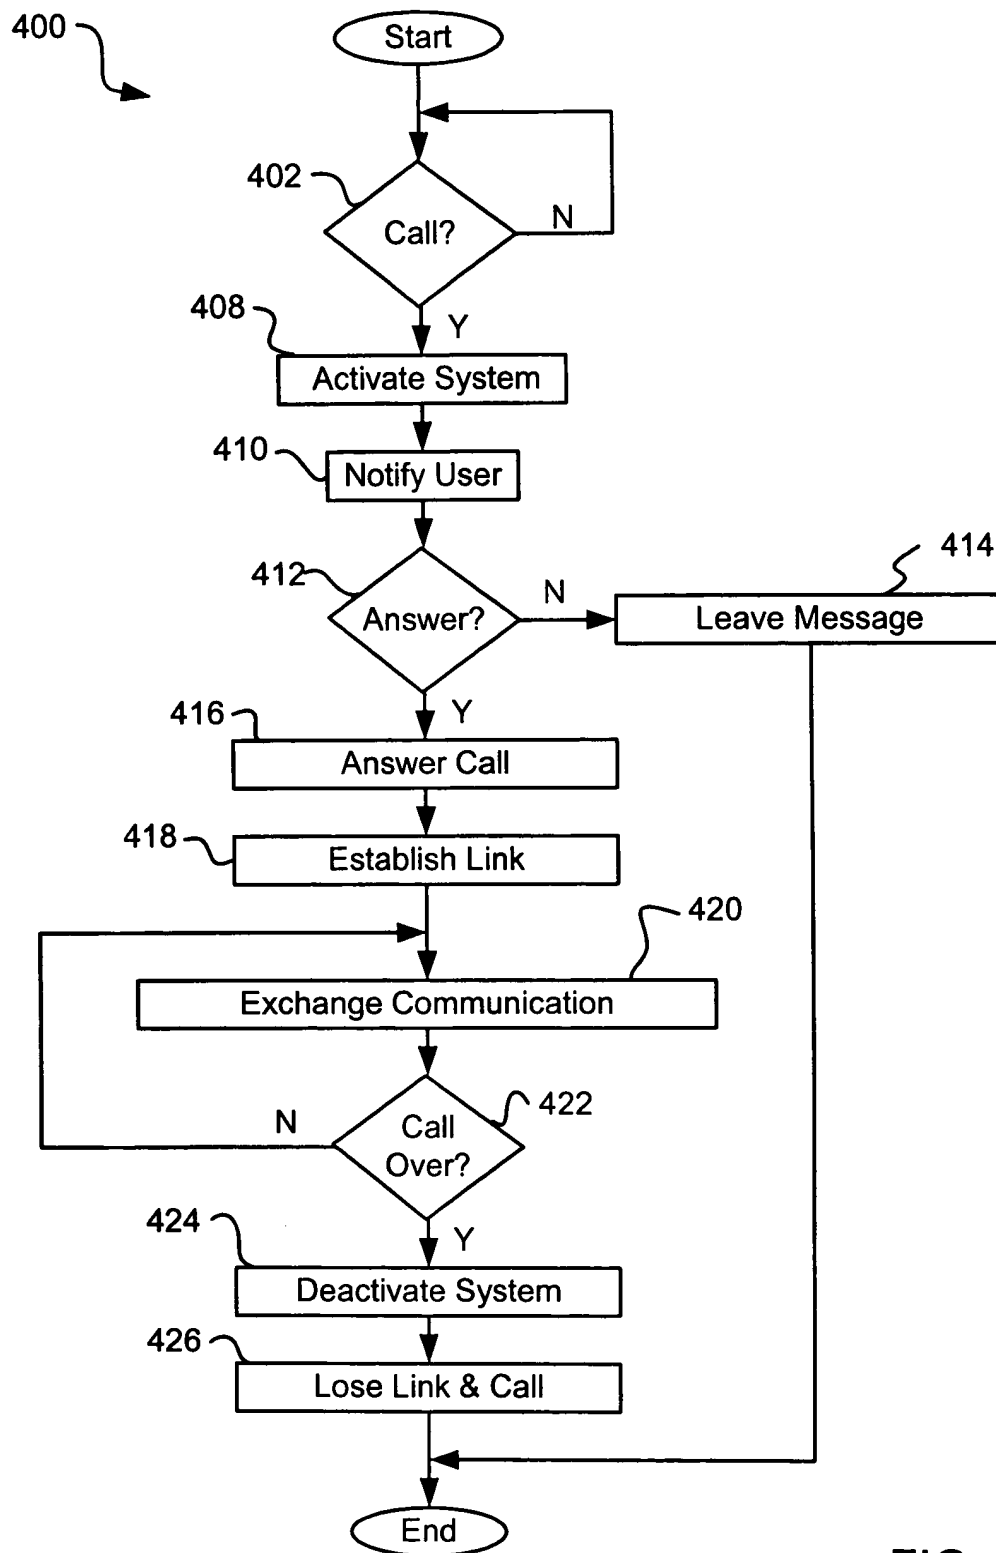 400
Start
402
Call?
N
408
Y
Activate System
410
Notify User
412
Answer?
N
414
Leave Message
416
Y
Answer Call
418
Establish Link
420
Exchange Communication
422
N
Call
Over?
424
Y
Deactivate System
426
Lose Link & Call
End